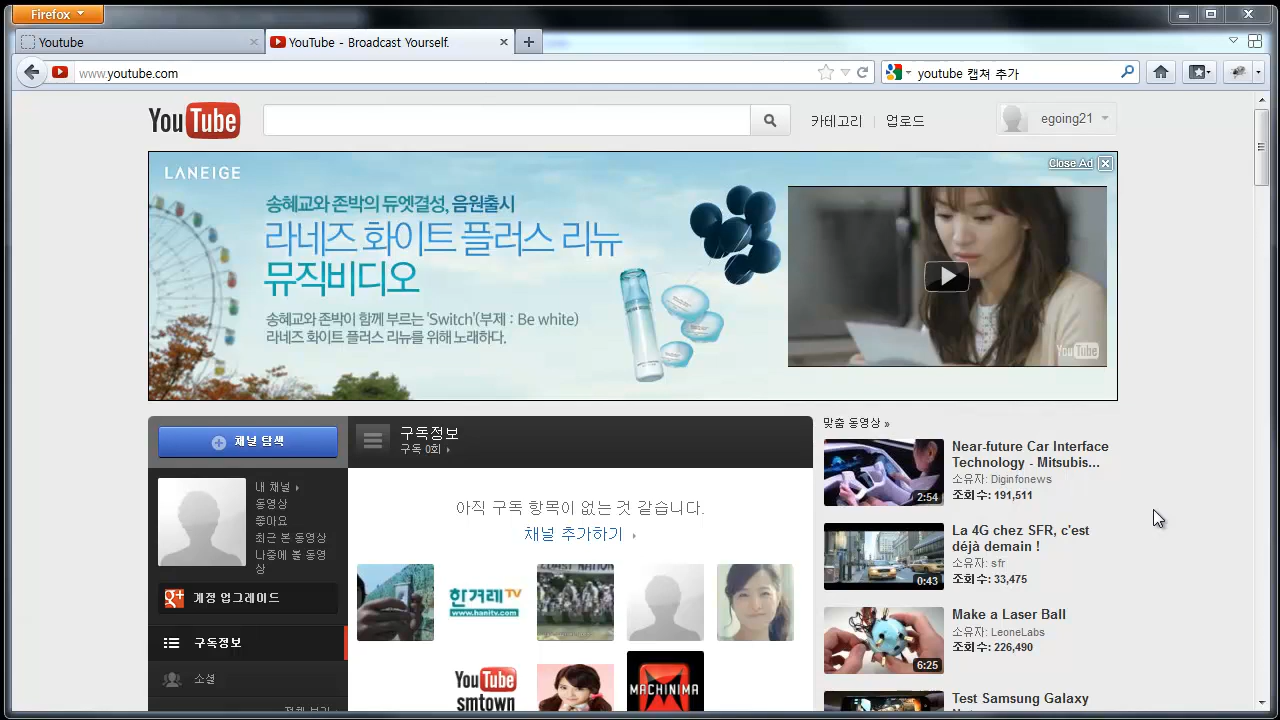 Firefox
Youtube
YouTube - Broadcast Yourself.
www.youtube.com
youtube 캡쳐 추가
YouTube
카테고리
업로드
egoing21
LANEIGE
Close Ad
송혜교와 존박의 듀엣결성, 음원출시
라네즈 화이트 플러스 리뉴
뮤직비디오
송혜교와 존박이 함께 부르는 'Switch'(부제 : Be white)
라네즈 화이트 플러스 리뉴를 위해 노래하다.
YouTube
채널 탐색
내 채널
동영상
좋아요
최근 본 동영상
나중에 볼 동영
상
계정 업그레이드
구독정보
소셜
구독정보
구독 0회
아직 구독 항목이 없는 것 같습니다.
채널 추가하기
한겨레TV
www.hanitv.com
YouTube
smtown
MACHINIMA
맞춤 동영상 »
2:54
Near-future Car Interface
Technology - Mitsubis...
소유자: Diginfonews
조회수: 191,511
0:43
La 4G chez SFR, c'est
déjà demain !
소유자: sfr
조회수: 33,475
6:25
Make a Laser Ball
소유자: LeoneLabs
조회수: 226,490
Test Samsung Galaxy